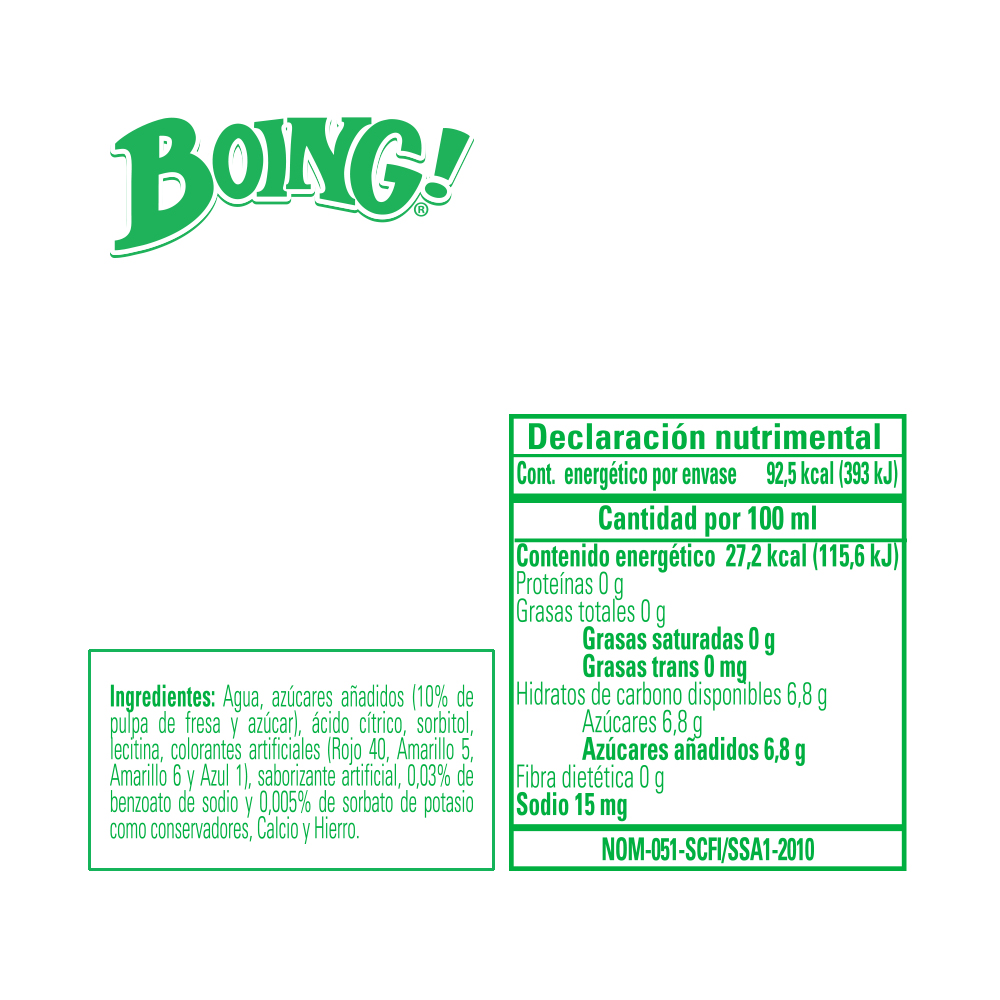 BOING!®
Declaración nutrimental
Cont. energético por envase 92,5 kcal (393 kJ)
Cantidad por 100 ml
Contenido energético 27,2 kcal (115,6 kJ)
Proteínas 0 g
Grasas totales 0 g
Grasas saturadas 0 g
Grasas trans 0 mg
Hidratos de carbono disponibles 6,8 g
Azúcares 6,8 g
Azúcares añadidos 6,8 g
Fibra dietética 0 g
Sodio 15 mg
NOM-051-SCFI/SSA1-2010
Ingredientes: Agua, azúcares añadidos (10% de
pulpa de fresa y azúcar), ácido cítrico, sorbitol,
lecitina, colorantes artificiales (Rojo 40, Amarillo 5,
Amarillo 6 y Azul 1), saborizante artificial, 0,03% de
benzoato de sodio y 0,005% de sorbato de potasio
como conservadores, Calcio y Hierro.